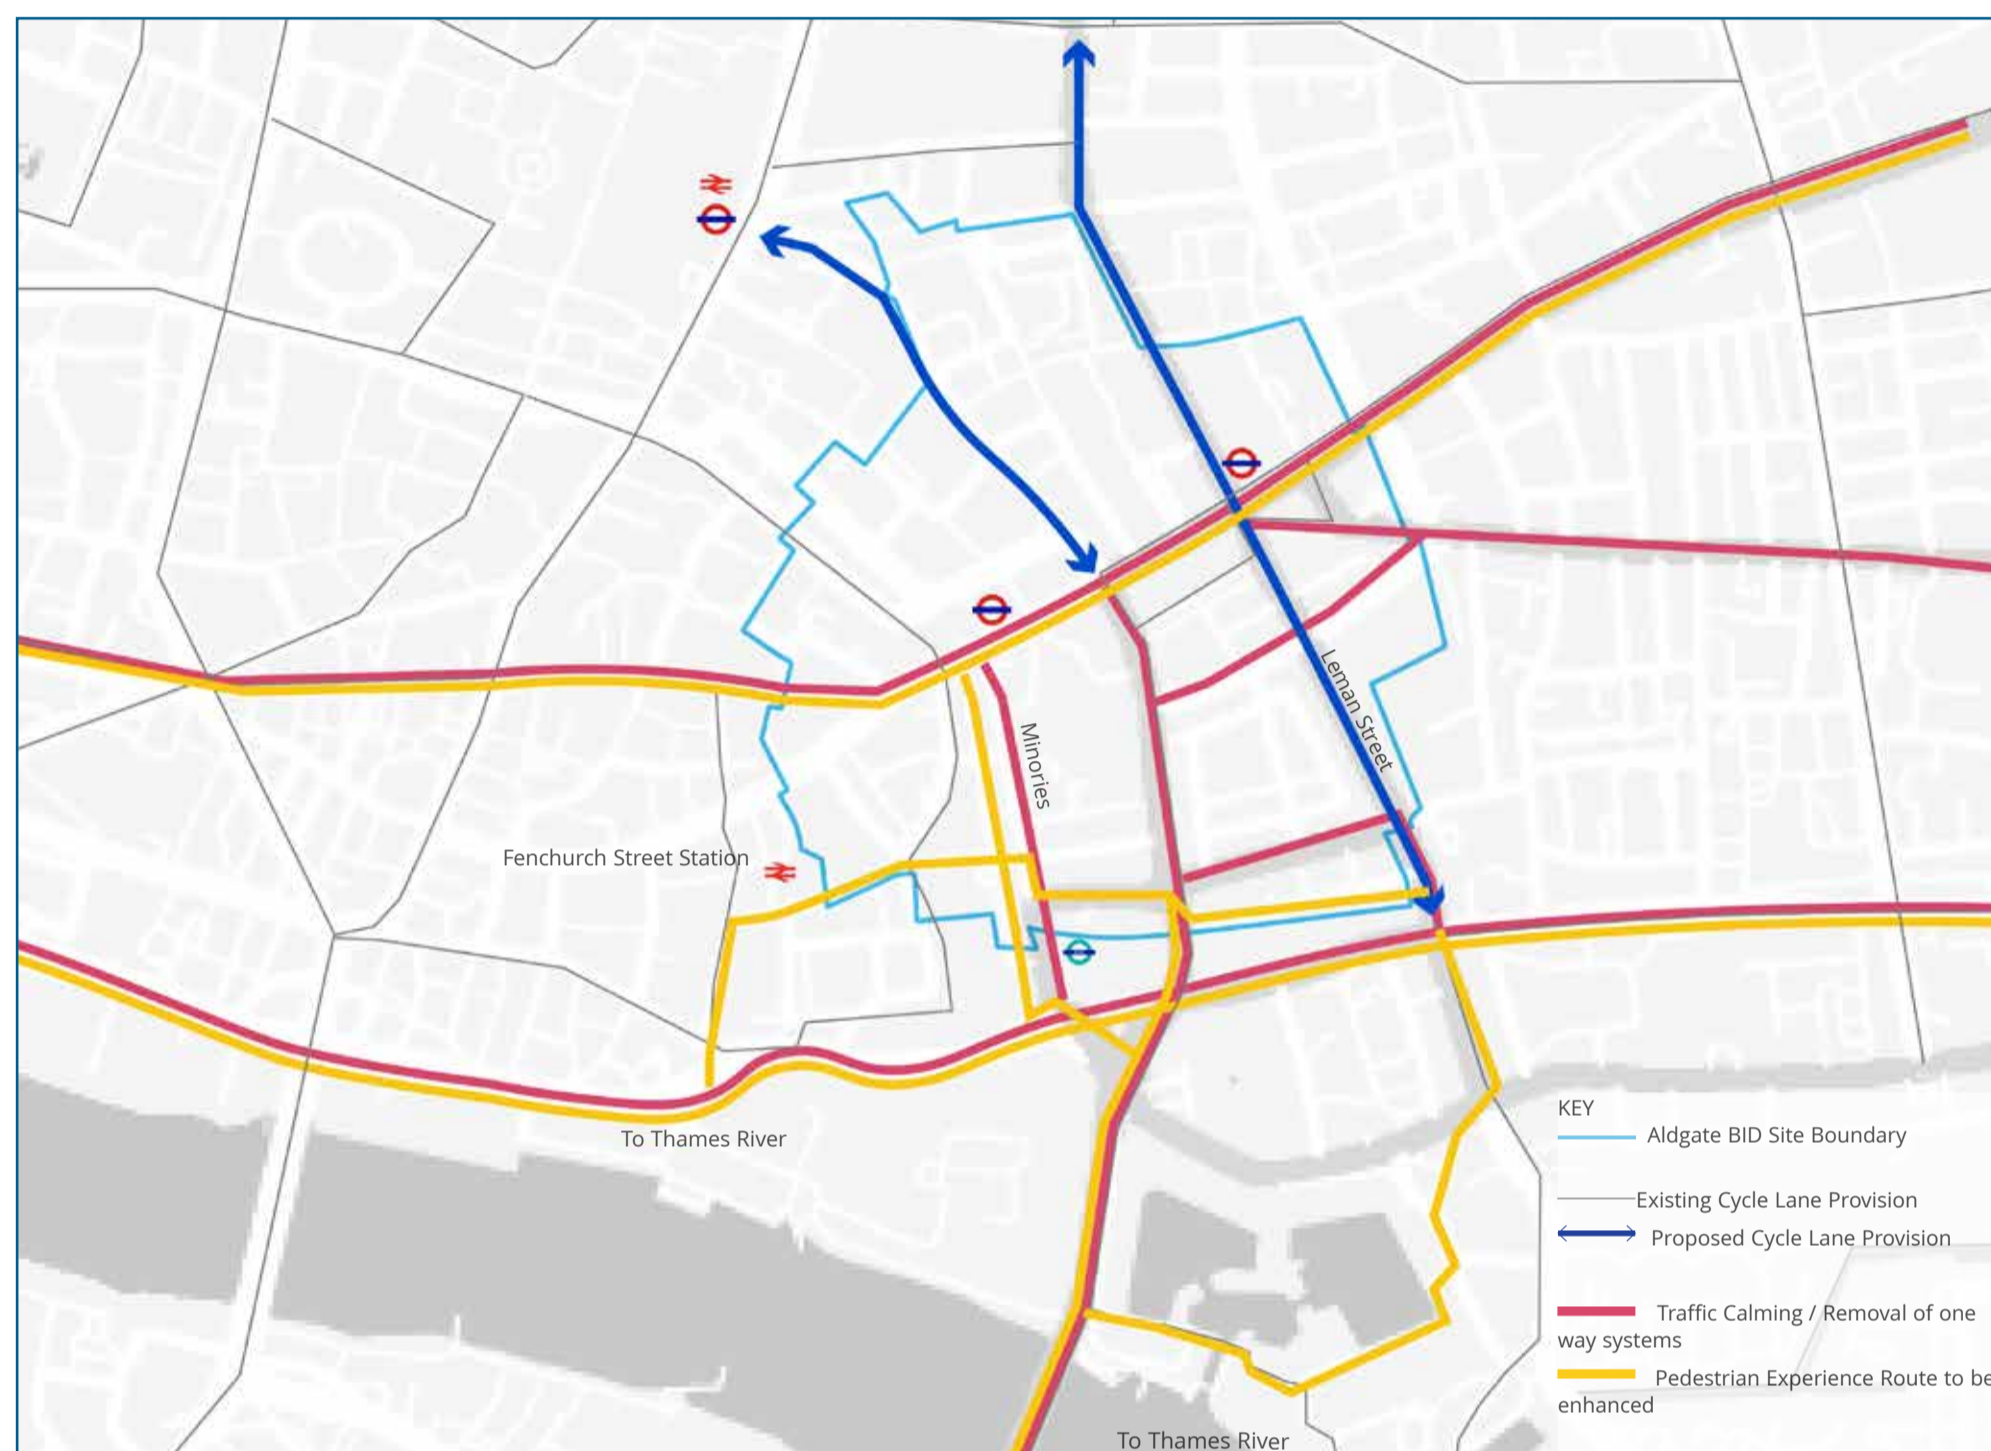 Leman Street
Minories
Fenchurch Street Station
To Thames River
KEY
Aldgate BID Site Boundary
Existing Cycle Lane Provision
Proposed Cycle Lane Provision
Traffic Calming / Removal of one
way systems
Pedestrian Experience Route to be
enhanced
To Thames River